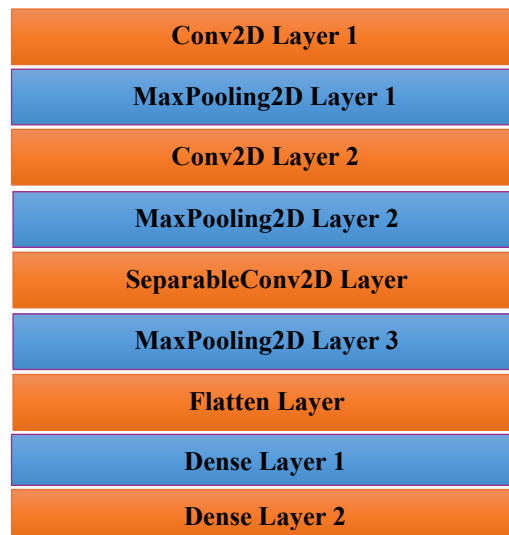 Conv2D Layer 1
MaxPooling2D Layer 1
Conv2D Layer 2
MaxPooling2D Layer 2
SeparableConv2D Layer
MaxPooling2D Layer 3
Flatten Layer
Dense Layer 1
Dense Layer 2